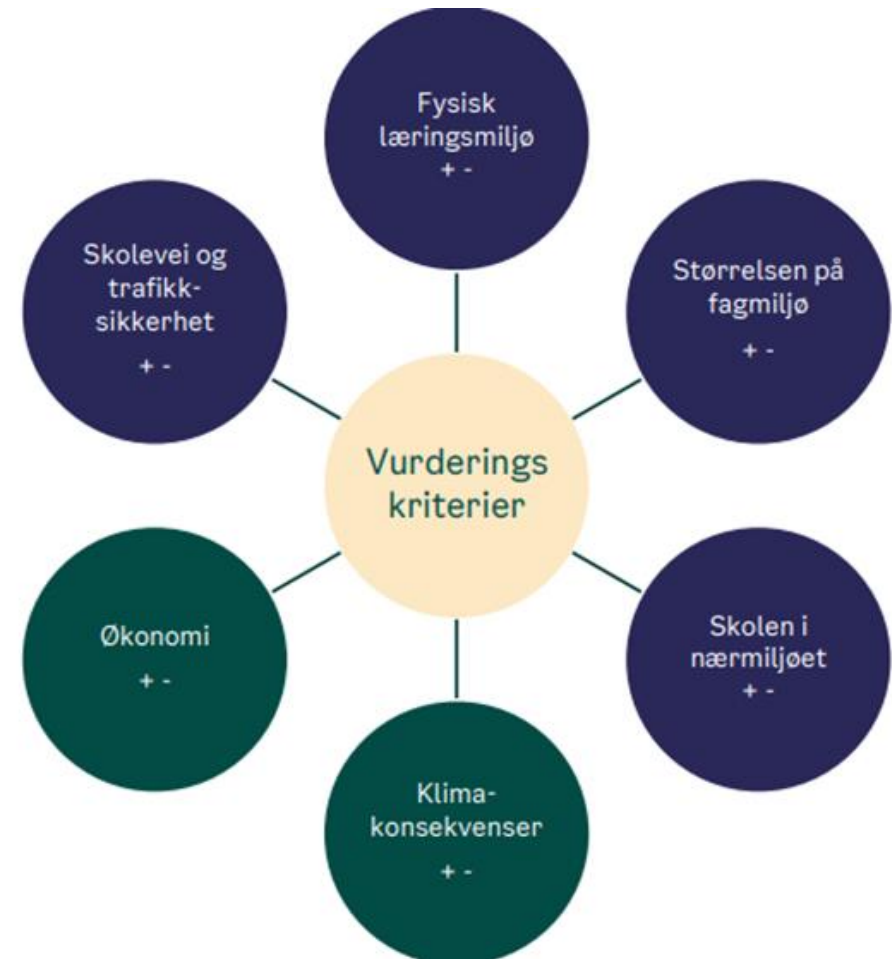 Fysisk
læringsmiljø
+ -
Skolevei og
trafikk-
sikkerhet
+ -
Størrelsen på
fagmiljø
+ -
Vurderings
kriterier
Økonomi
+ -
Skolen i
nærmiljøet
+ -
Klima-
konsekvenser
+ -